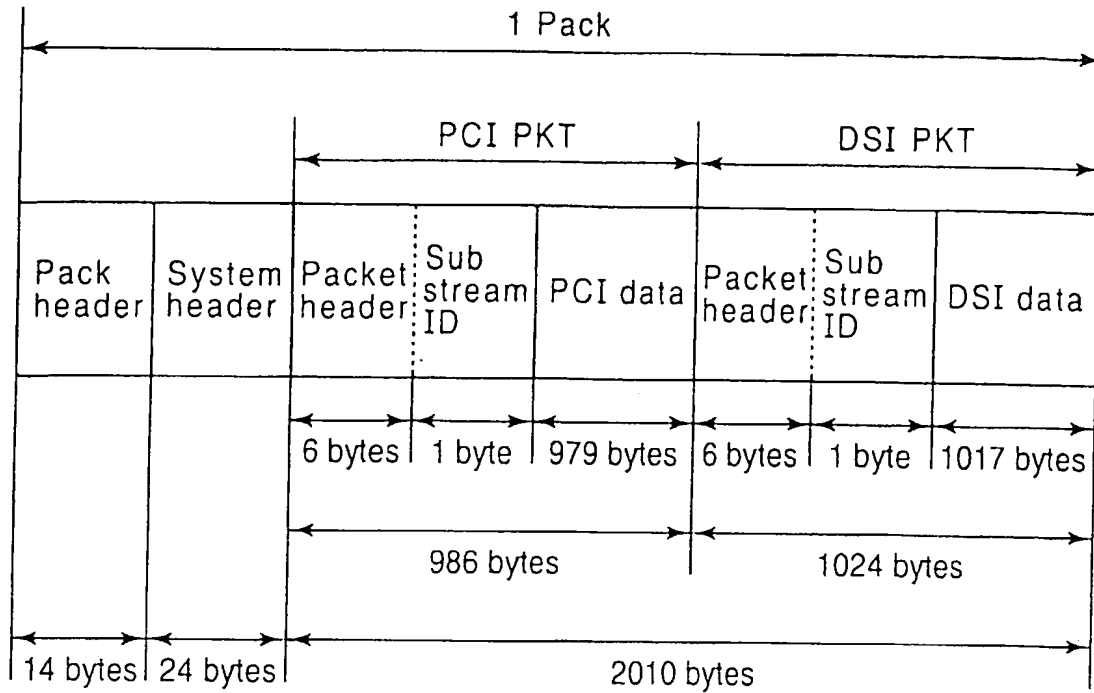 1 Pack
PCI PKT
DSI PKT
Pack
header
System
header
Packet
header
Sub
stream
ID
PCI data
Packet
header
Sub
stream
ID
DSI data
6 bytes
1 byte
979 bytes
6 bytes
1 byte
1017 bytes
986 bytes
1024 bytes
14 bytes
24 bytes
2010 bytes